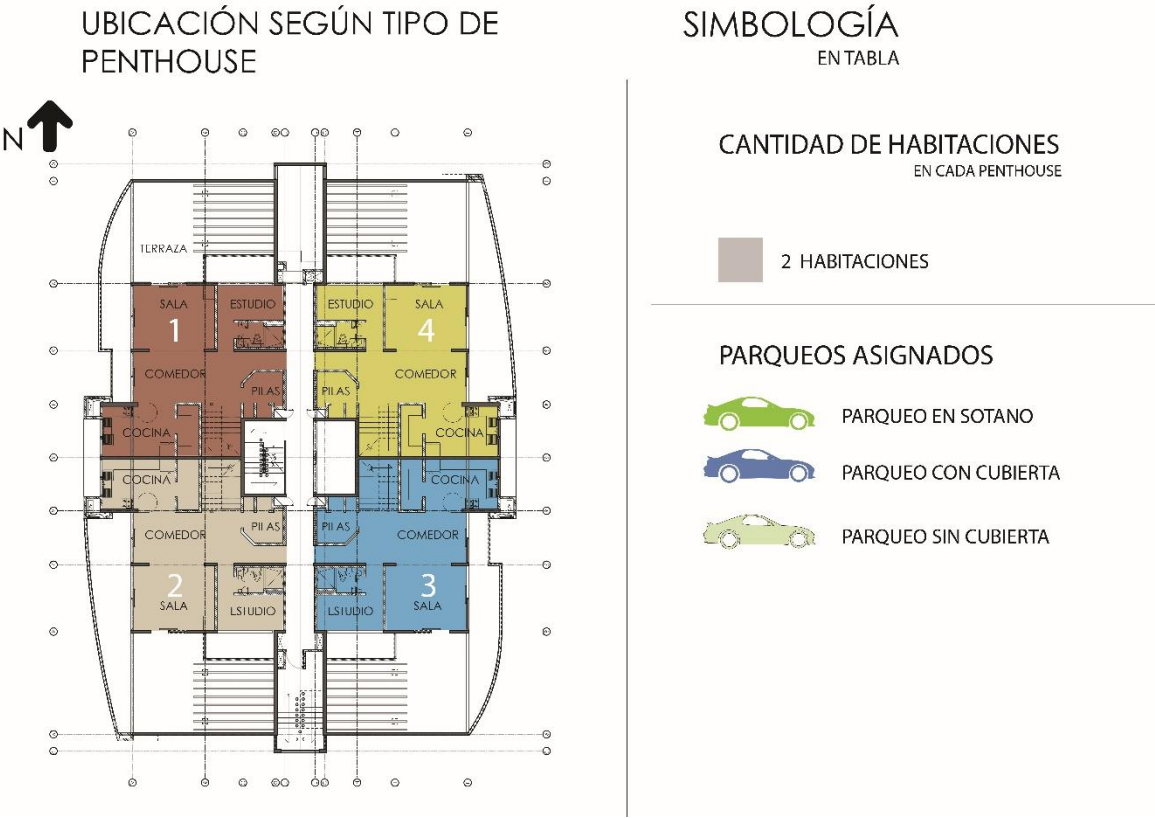 UBICACIÓN SEGÚN TIPO DE
PENTHOUSE
N
TERRAZA
SALA
ESTUDIO
ESTUDIO
SALA
1
4
COMEDOR
COMEDOR
PILAS
PILAS
COCINA
COCINA
COCINA
COCINA
PILAS
PILAS
COMEDOR
COMEDOR
2
3
SALA
ESTUDIO
ESTUDIO
SALA
SIMBOLOGÍA
EN TABLA
CANTIDAD DE HABITACIONES
EN CADA PENTHOUSE
2 HABITACIONES
PARQUEOS ASIGNADOS
PARQUEO EN SOTANO
PARQUEO CON CUBIERTA
PARQUEO SIN CUBIERTA